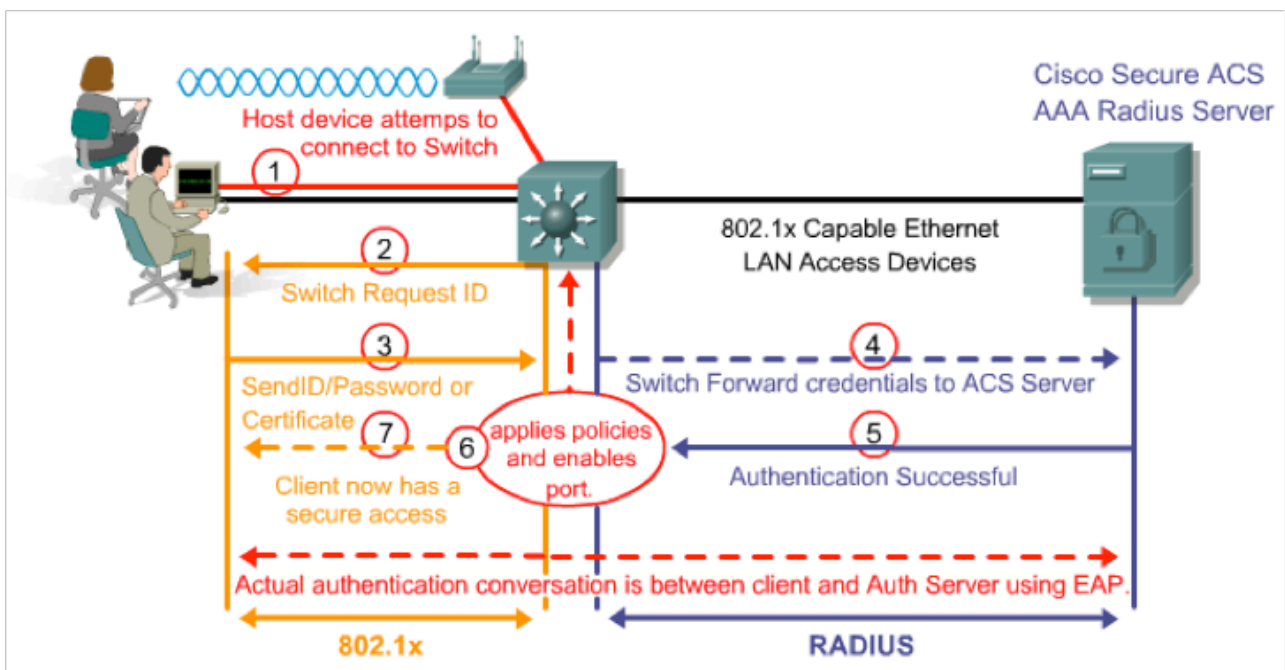 Cisco Secure ACS
AAA Radius Server
Host device attemps to
connect to Switch
1
802.1x Capable Ethernet
LAN Access Devices
2
Switch Request ID
3
SendID/Password or
Certificate
4
Switch Forward credentials to ACS Server
5
Authentication Successful
6
applies policies
and enables
port.
7
Client now has a
secure access
Actual authentication conversation is between client and Auth Server using EAP.
802.1x
RADIUS